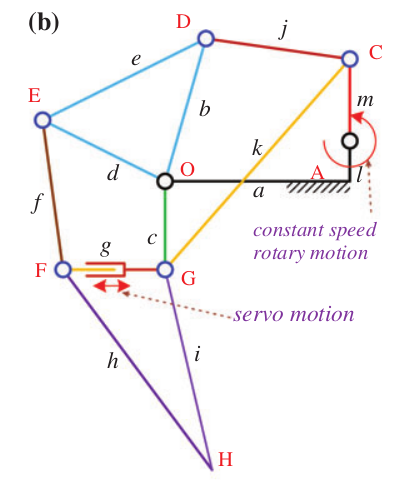 (b)
D
j
C
e
E
b
m
k
d
O
A
l
a
f
c
constant speed
rotary motion
g
F
G
servo motion
h
i
H